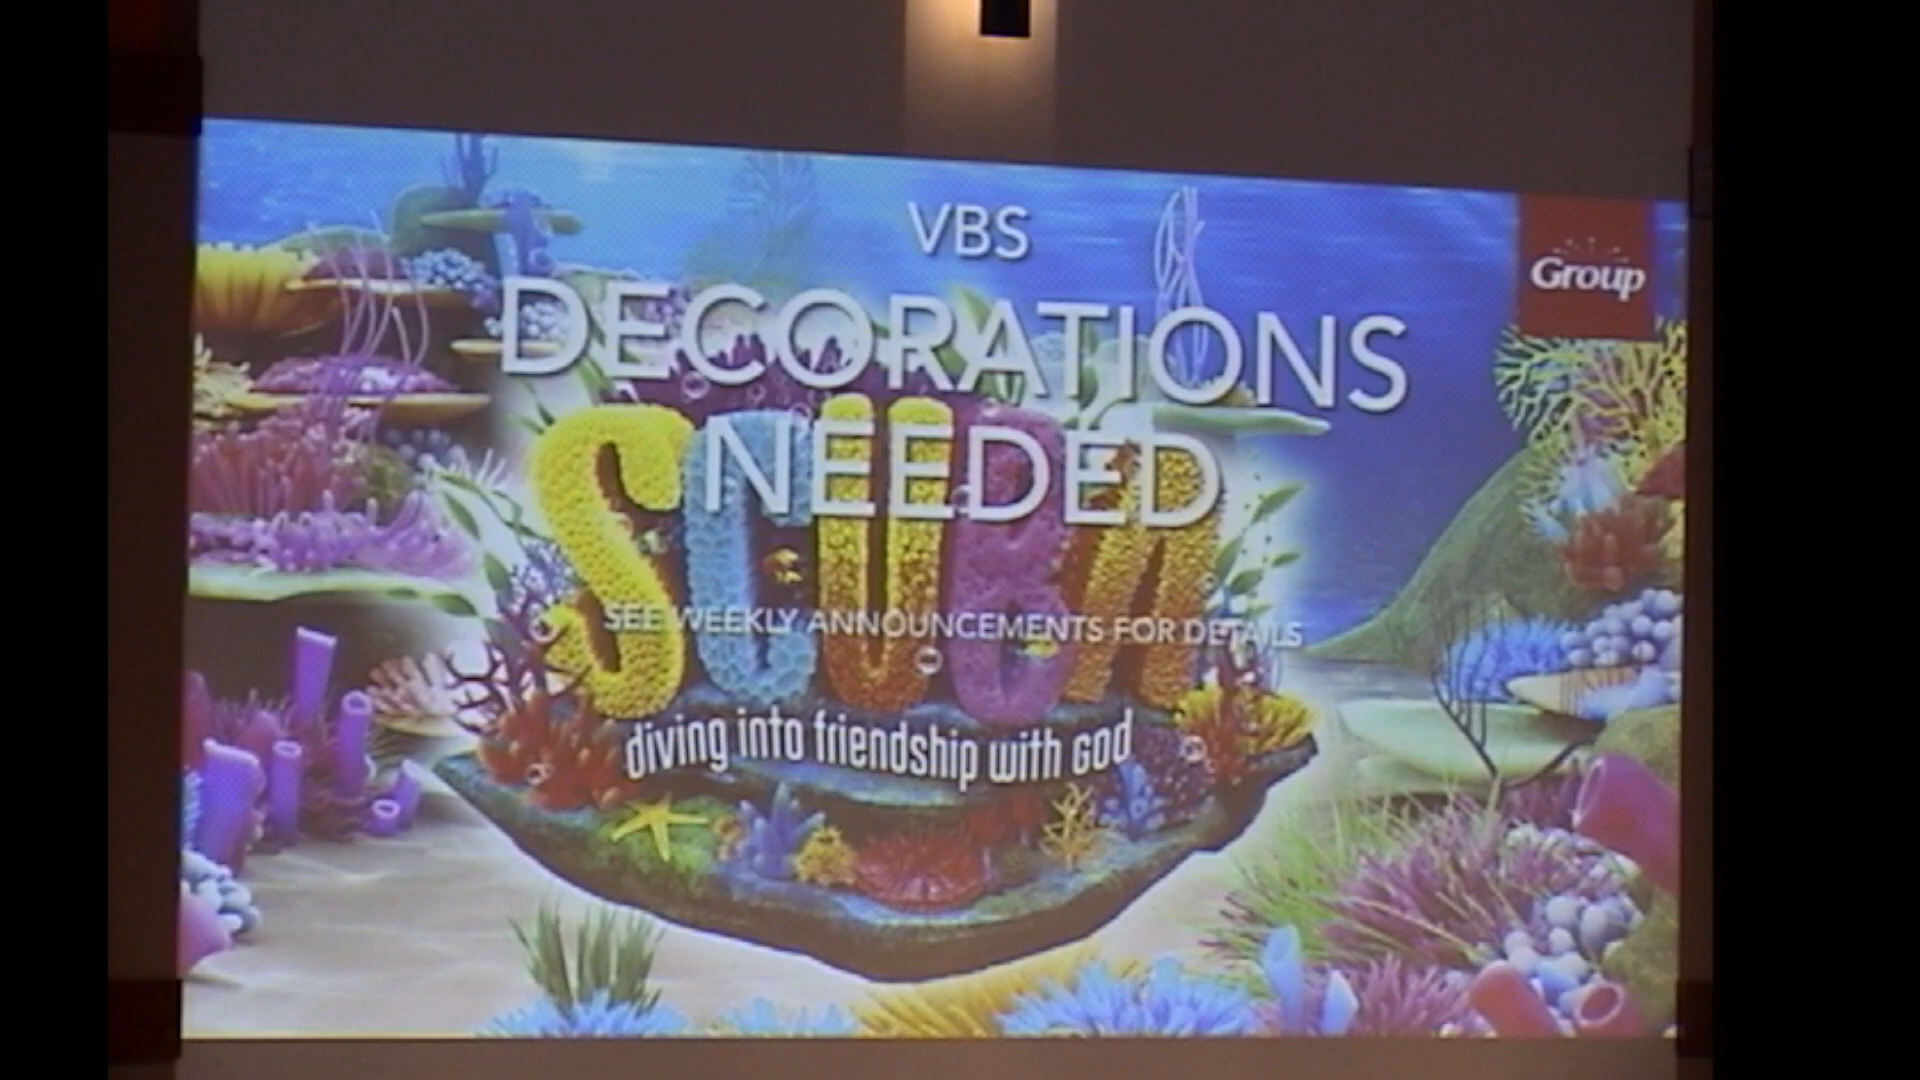 VBS
Group
DECORATIONS
NEEDED
SCUBA
SEE WEEKLY ANNOUNCEMENTS FOR DETAILS
diving into friendship with God